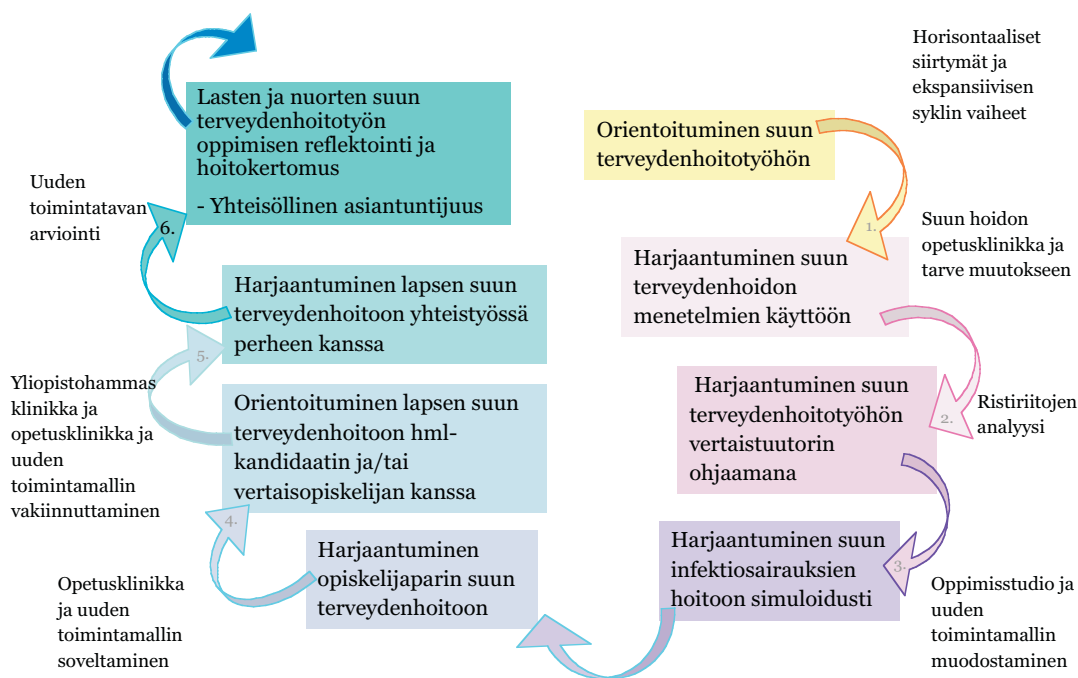 Horisontaaliset
siirtymät ja
ekspansiivisen
syklin vaiheet
Orientoituminen suun
terveydenhoitotyöhön
1.
Suun hoidon
opetusklinikka ja
tarve muutokseen
Harjaantuminen suun
terveydenhoidon
menetelmien käyttöön
2.
Ristiriitojen
analyysi
Harjaantuminen suun
terveydenhoitotyöhön
vertaistuutorin
ohjaamana
3.
Oppimisstudio ja
uuden
toimintamallin
muodostaminen
Harjaantuminen suun
infektiosairauksien
hoitoon simuloidusti
Harjaantuminen
opiskelijaparin suun
terveydenhoitoon
4.
Opetusklinikka
ja uuden
toimintamallin
soveltaminen
Orientoituminen lapsen suun
terveydenhoitoon hml-
kandidaatin ja/tai
vertaisopiskelijan kanssa
5.
Yliopistohammas
klinikka ja
opetusklinikka ja
uuden
toimintamallin
vakiinnuttaminen
Harjaantuminen lapsen suun
terveydenhoitoon yhteistyössä
perheen kanssa
6.
Uuden
toimintatavan
arviointi
Lasten ja nuorten suun
terveydenhoitotyön
oppimisen reflektointi ja
hoitokertomus
- Yhteisöllinen asiantuntijuus